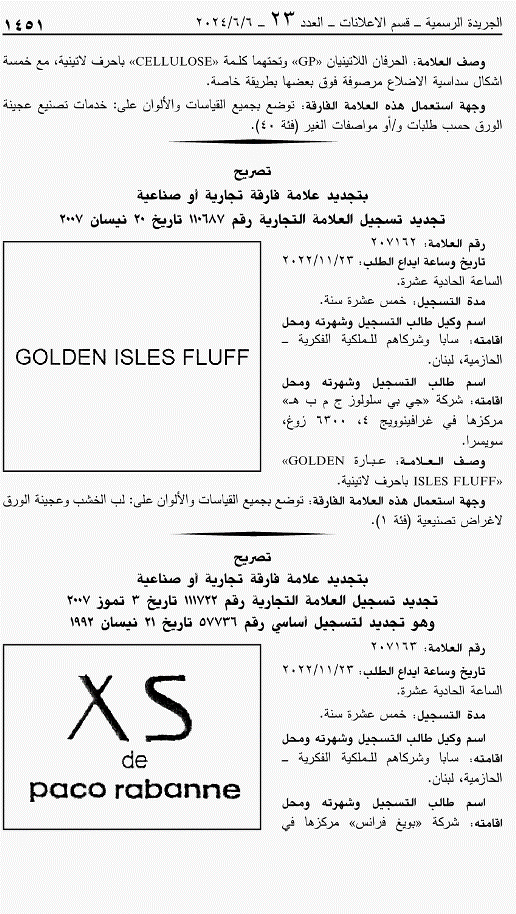 الجريدة الرسمية ــ قسم الاعلانات ــ العدد ٢٣ ــ ٢٠٢٤/٦/٦
١٤٥١
وصف العلامة: الحرفان اللاتينيان «GP» وتحتهما كلمة «CELLULOSE» باحرف لاتينية، مع خمسة
اشكال سداسية الاضلاع مرصوفة فوق بعضها بطريقة خاصة.
وجهة استعمال هذه العلامة الفارقة: توضع بجميع القياسات والألوان على: خدمات تصنيع عجينة
الورق حسب طلبات و/أو مواصفات الغير (فئة ٤٠).
تصريح
بتجديد علامة فارقة تجارية أو صناعية
تجديد تسجيل العلامة التجارية رقم ١١٠٦٨٧ تاريخ ٢٠ نيسان ٢٠٠٧
رقم العلامة: ٢٠٧١٦٢
تاريخ وساعة ايداع الطلب: ٢٠٢٢/١١/٢٣
الساعة الحادية عشرة.
مدة التسجيل: خمس عشرة سنة.
اسم وكيل طالب التسجيل وشهرته ومحل
اقامته: سابا وشركاهم للملكية الفكرية ــ
الحازمية، لبنان.
اسم طالب التسجيل وشهرته ومحل
اقامته: شركة «جي بي سلولوز ج م ب هـ»
مركزها في غرافينوويج ٤، ٦٣٠٠ زوغ،
سويسرا.
وصف العلامة: عبارة «GOLDEN
ISLES FLUFF» باحرف لاتينية.
GOLDEN ISLES FLUFF
وجهة استعمال هذه العلامة الفارقة: توضع بجميع القياسات والألوان على: لب الخشب وعجينة الورق
لاغراض تصنيعية (فئة ١).
تصريح
بتجديد علامة فارقة تجارية أو صناعية
تجديد تسجيل العلامة التجارية رقم ١١١٧٢٢ تاريخ ٣ تموز ٢٠٠٧
وهو تجديد لتسجيل أساسي رقم ٥٧٧٣٦ تاريخ ٢١ نيسان ١٩٩٢
رقم العلامة: ٢٠٧١٦٣
تاريخ وساعة ايداع الطلب: ٢٠٢٢/١١/٢٣
الساعة الحادية عشرة.
مدة التسجيل: خمس عشرة سنة.
اسم وكيل طالب التسجيل وشهرته ومحل
اقامته: سابا وشركاهم للملكية الفكرية ــ
الحازمية، لبنان.
اسم طالب التسجيل وشهرته ومحل
اقامته: شركة «بويغ فرانس» مركزها في
XS
de
paco rabanne